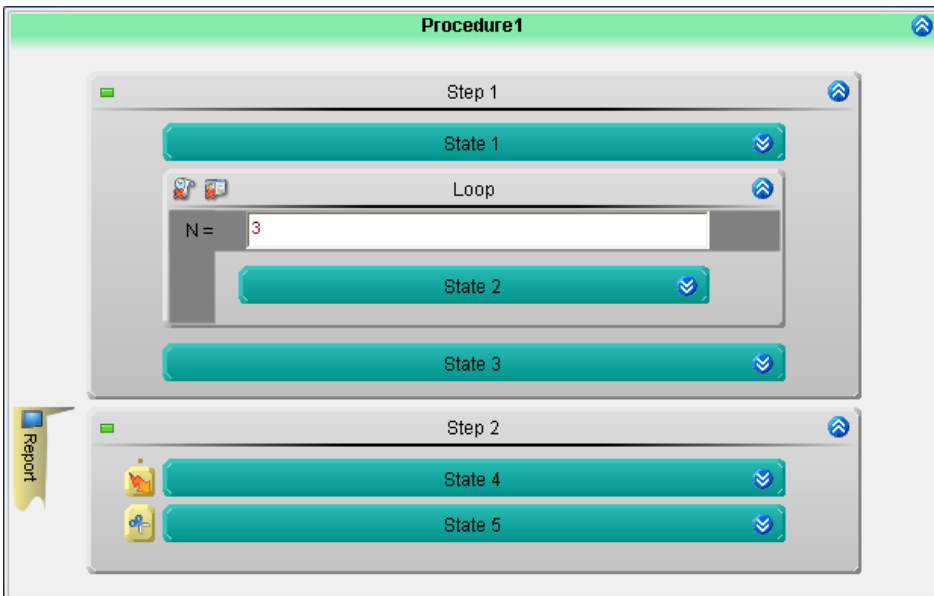 Procedure1
Step 1
State 1
Loop
N =
3
State 2
State 3
Report
Step 2
State 4
State 5